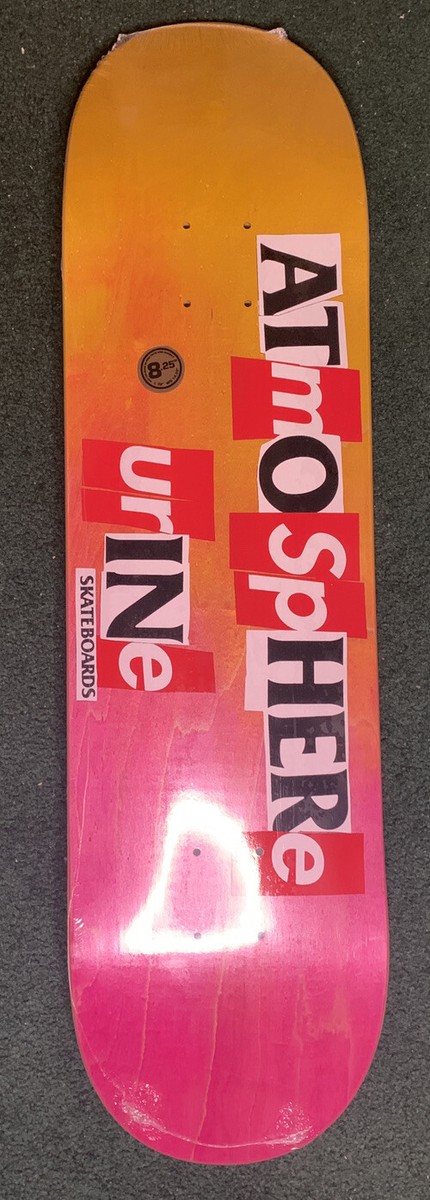 ATmOSpHERe
urINe
SKATEBOARDS
8.25"